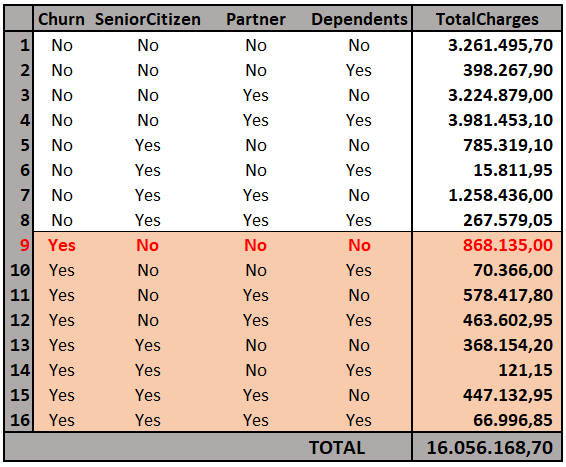 Churn SeniorCitizen Partner Dependents TotalCharges
1 No No No No 3.261.495,70
2 No No No Yes 398.267,90
3 No No Yes No 3.224.879,00
4 No No Yes Yes 3.981.453,10
5 No Yes No No 785.319,10
6 No Yes No Yes 15.811,95
7 No Yes Yes No 1.258.436,00
8 No Yes Yes Yes 267.579,05
9 Yes No No No 868.135,00
10 Yes No No Yes 70.366,00
11 Yes No Yes No 578.417,80
12 Yes No Yes Yes 463.602,95
13 Yes Yes No No 368.154,20
14 Yes Yes No Yes 121,15
15 Yes Yes Yes No 447.132,95
16 Yes Yes Yes Yes 66.996,85
TOTAL 16.056.168,70